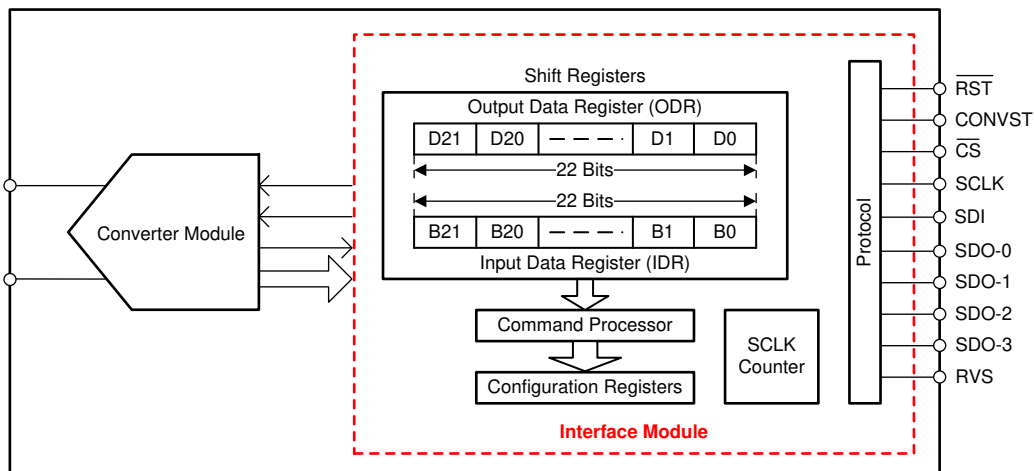 Shift Registers
Output Data Register (ODR)
D21 D20 D1 D0
22 Bits
22 Bits
B21 B20 B1 B0
Input Data Register (IDR)
Converter Module
Command Processor
Configuration Registers
SCLK
Counter
Interface Module
Protocol
RST
CONVST
CS
SCLK
SDI
SDO-0
SDO-1
SDO-2
SDO-3
RVS